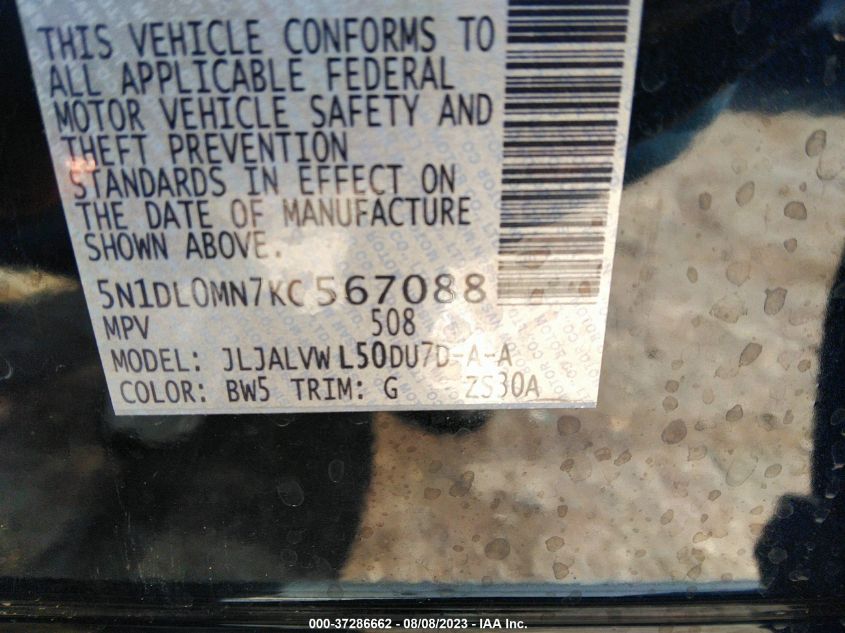 THIS VEHICLE CONFORMS TO
ALL APPLICABLE FEDERAL
MOTOR VEHICLE SAFETY AND
THEFT PREVENTION
STANDARDS IN EFFECT ON
THE DATE OF MANUFACTURE
SHOWN ABOVE.
5N1DL0MN7KC567088
MPV 508
MODEL: JLJALVWL50DU7D-A-A
COLOR: BW5 TRIM: G ZS30A
000-37286662 - 08/08/2023 - IAA Inc.